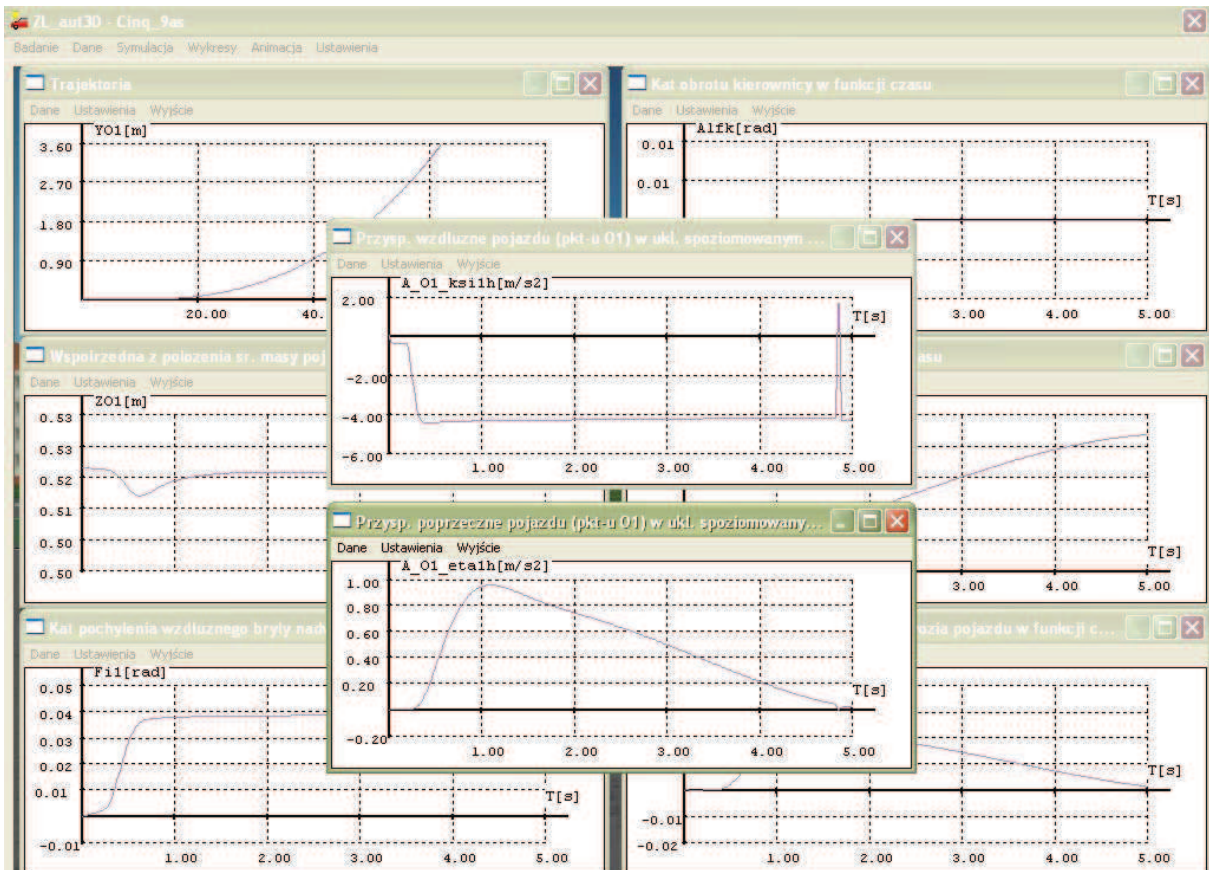 ZL_aut3D - Cinq_9as
Badanie Dane Symulacja Wykresy Animacja Ustawienia
Trajektoria
Dane Ustawienia Wyjście
YO1[m]
3.60
2.70
1.80
0.90
20.00
40.
Kat obrotu kierownicy w funkcji czasu
Dane Ustawienia Wyjście
Alfk[rad]
0.01
0.01
T[s]
3.00 4.00 5.00
Przysp. wzdluzne pojazdu (pkt-u O1) w ukl. spoziomowanym ...
Dane Ustawienia Wyjście
A_O1_ksi1h[m/s2]
2.00
T[s]
-2.00
-4.00
-6.00
1.00 2.00 3.00 4.00 5.00
Wspolrzedna z polozenia sr. masy poj
Dane Ustawienia Wyjście
ZO1[m]
0.53
0.53
0.52
0.51
0.50
0.50
asu
T[s]
3.00 4.00 5.00
Przysp. poprzeczne pojazdu (pkt-u O1) w ukl. spoziomowany...
Dane Ustawienia Wyjście
A_O1_eta1h[m/s2]
1.00
0.80
0.60
0.40
0.20
T[s]
-0.20
1.00 2.00 3.00 4.00 5.00
Kat pochylenia wzdluznego bryly nadw
Dane Ustawienia Wyjście
Fi1[rad]
0.05
0.04
0.03
0.02
0.01
T[s]
-0.01
1.00 2.00 3.00 4.00 5.00
ozia pojazdu w funkcji c...
T[s]
-0.01
-0.02
1.00 2.00 3.00 4.00 5.00